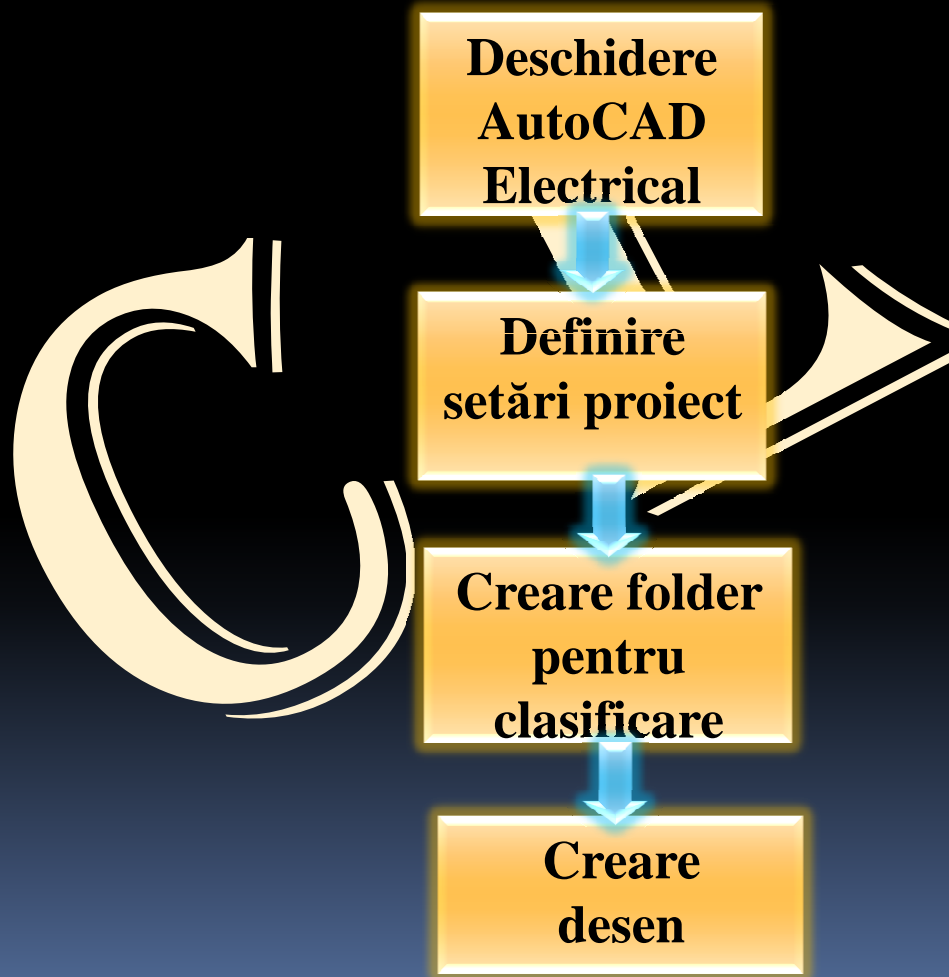 Deschidere
AutoCAD
Electrical
Definire
setări proiect
Creare folder
pentru
clasificare
Creare
desen